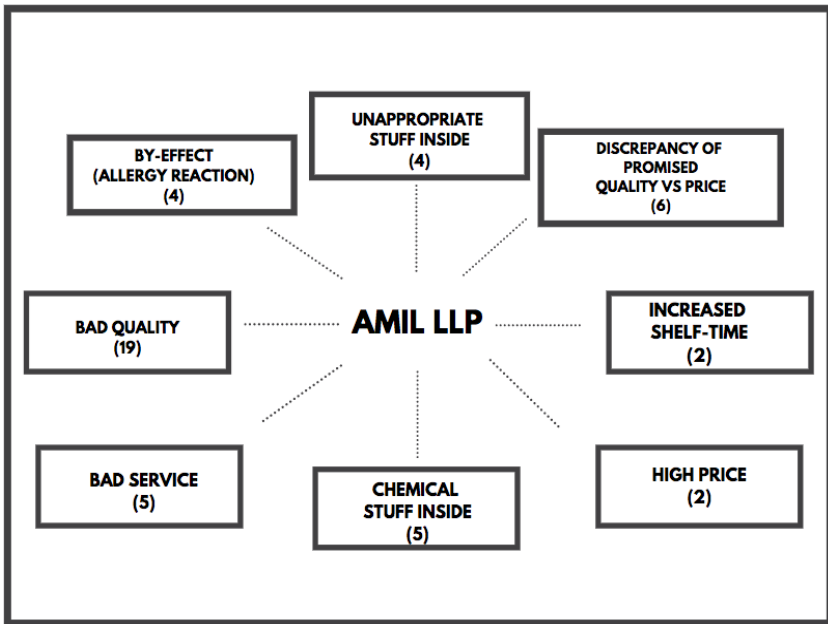 UNAPPROPRIATE
STUFF INSIDE
(4)
BY-EFFECT
(ALLERGY REACTION)
(4)
DISCREPANCY OF
PROMISED
QUALITY VS PRICE
(6)
BAD QUALITY
(19)
AMIL LLP
INCREASED
SHELF-TIME
(2)
BAD SERVICE
(5)
CHEMICAL
STUFF INSIDE
(5)
HIGH PRICE
(2)